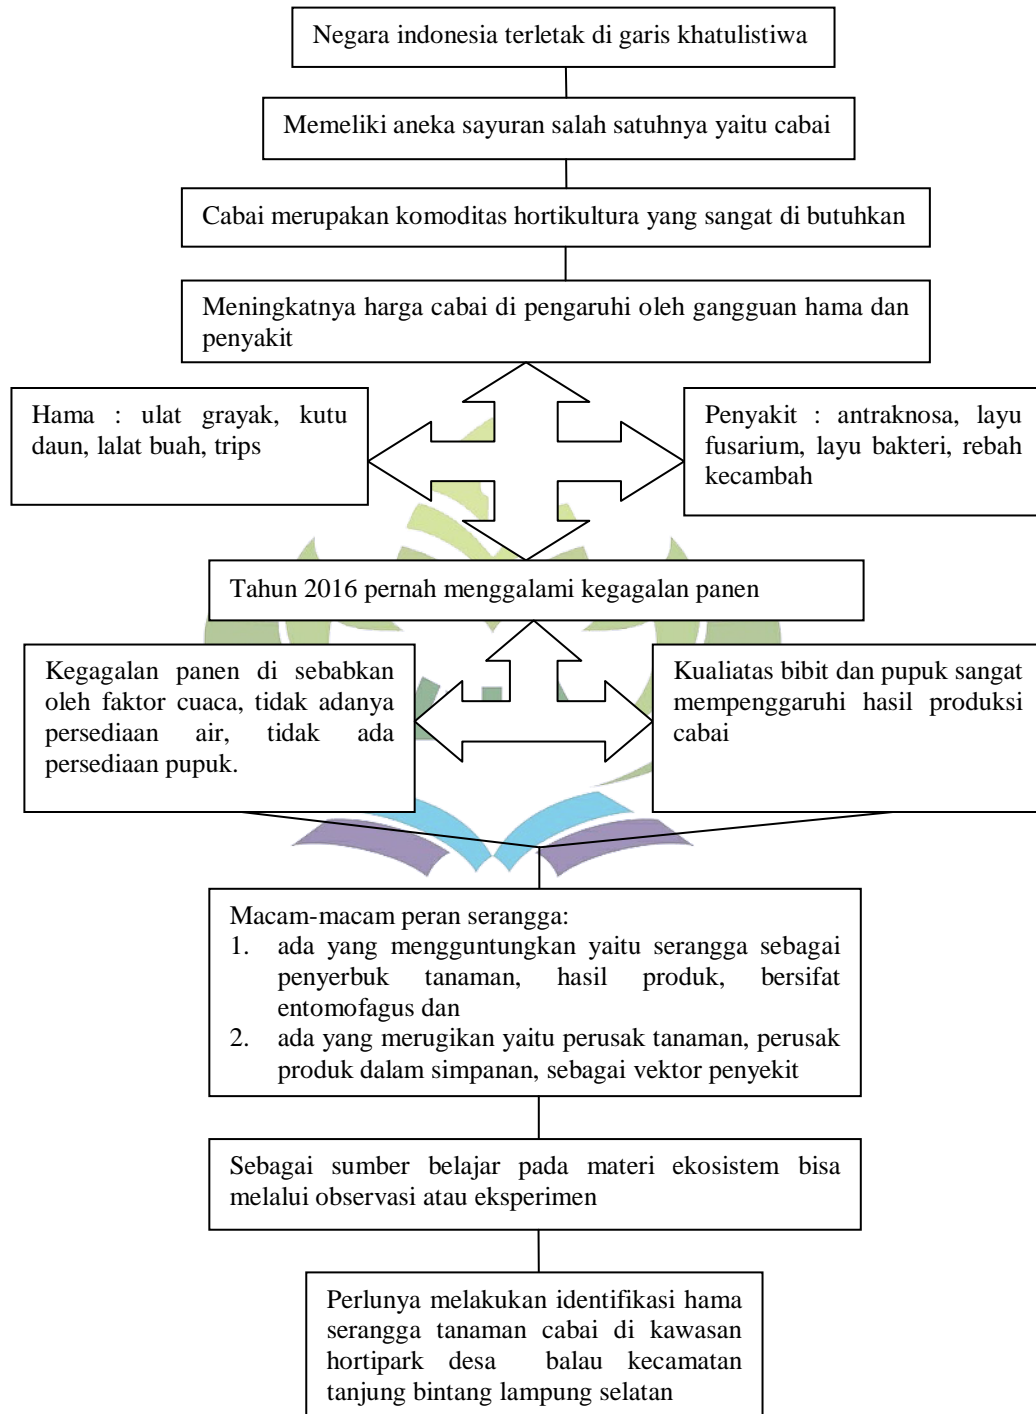 Negara indonesia terletak di garis khatulistiwa
Memeliki aneka sayuran salah satuhnya yaitu cabai
Cabai merupakan komoditas hortikultura yang sangat di butuhkan
Meningkatnya harga cabai di pengaruhi oleh gangguan hama dan
penyakit
Hama : ulat grayak, kutu
daun, lalat buah, trips
Penyakit : antraknosa, layu
fusarium, layu bakteri, rebah
kecambah
Tahun 2016 pernah menggalami kegagalan panen
Kegagalan panen di sebabkan
oleh faktor cuaca, tidak adanya
persediaan air, tidak ada
persediaan pupuk.
Kualiatas bibit dan pupuk sangat
mempenggaruhi hasil produksi
cabai
Macam-macam peran serangga:
1. ada yang mengguntungkan yaitu serangga sebagai
penyerbuk tanaman, hasil produk, bersifat
entomofagus dan
2. ada yang merugikan yaitu perusak tanaman, perusak
produk dalam simpanan, sebagai vektor penyekit
Sebagai sumber belajar pada materi ekosistem bisa
melalui observasi atau eksperimen
Perlunya melakukan identifikasi hama
serangga tanaman cabai di kawasan
hortipark desa balau kecamatan
tanjung bintang lampung selatan